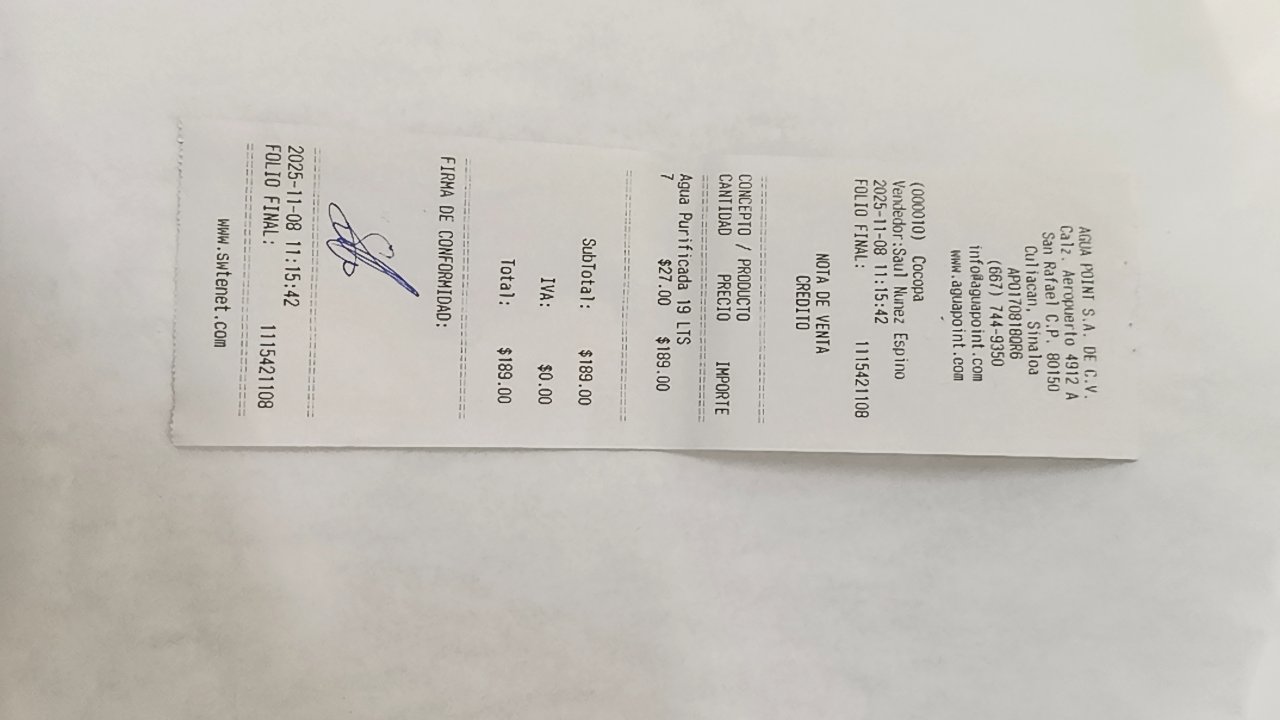 AGUA POINT S.A. DE C.V.
Calz. Aeropuerto 4912 A
San Rafael C.P. 80150
Culiacan, Sinaloa
APO170818QR6
(667) 744-9350
info@aguapoint.com
www.aguapoint.com
(000010) Cocopa
Vendedor:Saul Nunez Espino
2025-11-08 11:15:42
FOLIO FINAL: 1115421108
NOTA DE VENTA
CREDITO
CONCEPTO / PRODUCTO
CANTIDAD PRECIO IMPORTE
Agua Purificada 19 LTS
7 $27.00 $189.00
SubTotal: $189.00
IVA: $0.00
Total: $189.00
FIRMA DE CONFORMIDAD:
2025-11-08 11:15:42
FOLIO FINAL: 1115421108
www.swtenet.com